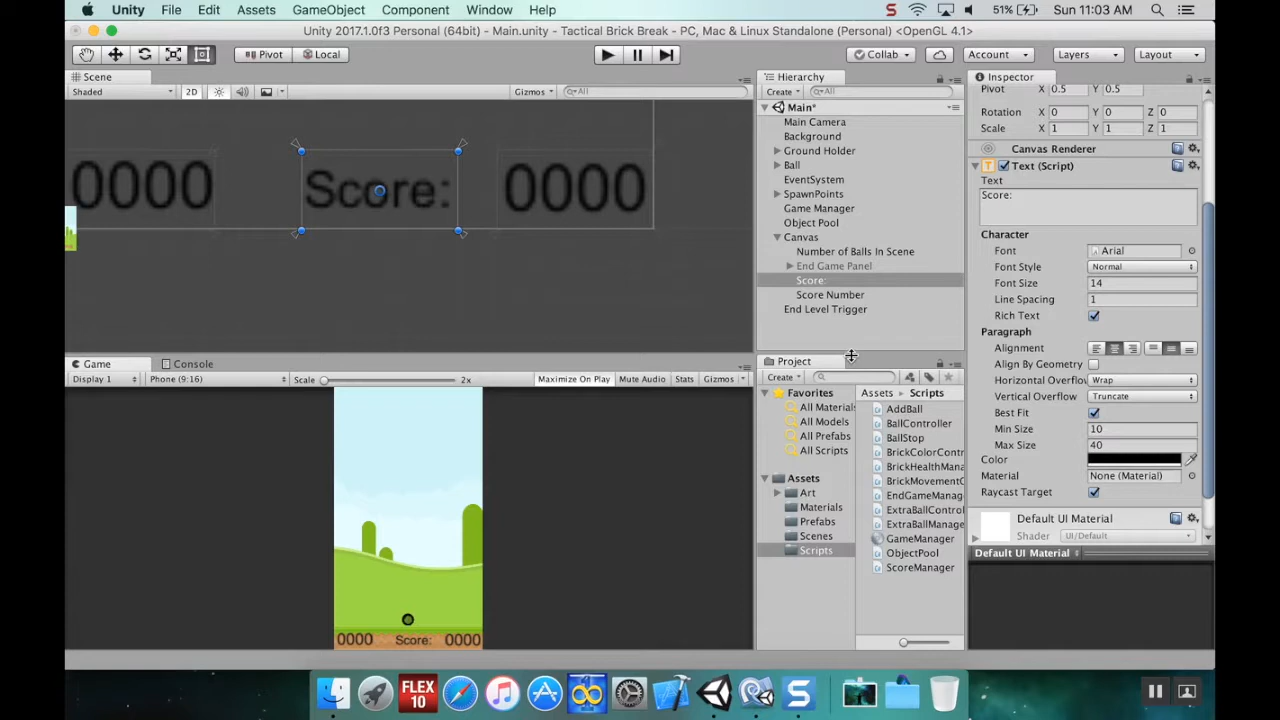 Unity File Edit Assets GameObject Component Window Help S 51% Sun 11:03 AM
Unity 2017.1.0f3 Personal (64bit) - Main.unity - Tactical Brick Break - PC, Mac & Linux Standalone (Personal) <OpenGL 4.1>
Pivot Local Collab Account Layers Layout
Scene
Shaded 2D Gizmos All
0000 Score: 0000
Game Console
Display 1 Phone (9:16) Scale 2x Maximize On Play Mute Audio Stats Gizmos
0000 Score: 0000
Hierarchy
Create All
Main*
Main Camera
Background
Ground Holder
Ball
EventSystem
SpawnPoints
Game Manager
Object Pool
Canvas
Number of Balls In Scene
End Game Panel
Score:
Score Number
End Level Trigger
Project
Create
Favorites
All Materials
All Models
All Prefabs
All Scripts
Assets
Art
Materials
Prefabs
Scenes
Scripts
Assets Scripts
AddBall
BallController
BallStop
BrickColorContr
BrickHealthMana
BrickMovementC
EndGameManag
ExtraBallContro
ExtraBallManage
GameManager
ObjectPool
ScoreManager
Inspector
Pivot X 0.5 Y 0.5
Rotation X 0 Y 0 Z 0
Scale X 1 Y 1 Z 1
Canvas Renderer
T Text (Script)
Text
Score:
Character
Font Arial
Font Style Normal
Font Size 14
Line Spacing 1
Rich Text
Paragraph
Alignment
Align By Geometry
Horizontal Overflow Wrap
Vertical Overflow Truncate
Best Fit
Min Size 10
Max Size 40
Color
Material None (Material)
Raycast Target
Default UI Material
Shader UI/Default
Default UI Material
FLEX 10
S